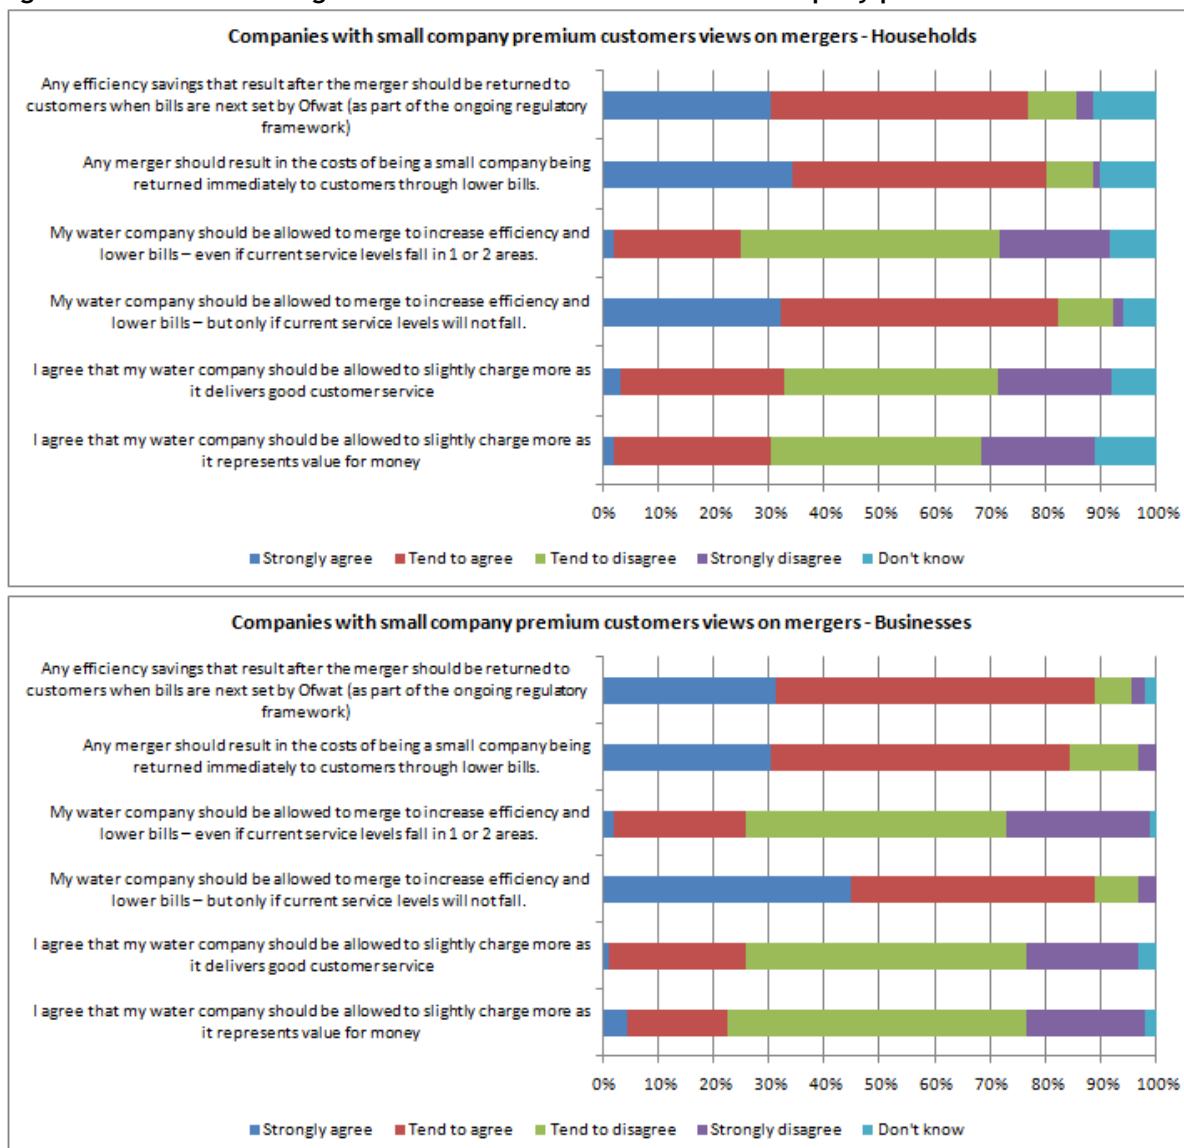 Companies with small company premium customers views on mergers - Households
Any efficiency savings that result after the merger should be returned to
customers when bills are next set by Ofwat (as part of the ongoing regulatory
framework)
Any merger should result in the costs of being a small company being
returned immediately to customers through lower bills.
My water company should be allowed to merge to increase efficiency and
lower bills – even if current service levels fall in 1 or 2 areas.
My water company should be allowed to merge to increase efficiency and
lower bills – but only if current service levels will not fall.
I agree that my water company should be allowed to slightly charge more as
it delivers good customer service
I agree that my water company should be allowed to slightly charge more as
it represents value for money
0% 10% 20% 30% 40% 50% 60% 70% 80% 90% 100%
Strongly agree Tend to agree Tend to disagree Strongly disagree Don't know
Companies with small company premium customers views on mergers - Businesses
Any efficiency savings that result after the merger should be returned to
customers when bills are next set by Ofwat (as part of the ongoing regulatory
framework)
Any merger should result in the costs of being a small company being
returned immediately to customers through lower bills.
My water company should be allowed to merge to increase efficiency and
lower bills – even if current service levels fall in 1 or 2 areas.
My water company should be allowed to merge to increase efficiency and
lower bills – but only if current service levels will not fall.
I agree that my water company should be allowed to slightly charge more as
it delivers good customer service
I agree that my water company should be allowed to slightly charge more as
it represents value for money
0% 10% 20% 30% 40% 50% 60% 70% 80% 90% 100%
Strongly agree Tend to agree Tend to disagree Strongly disagree Don't know